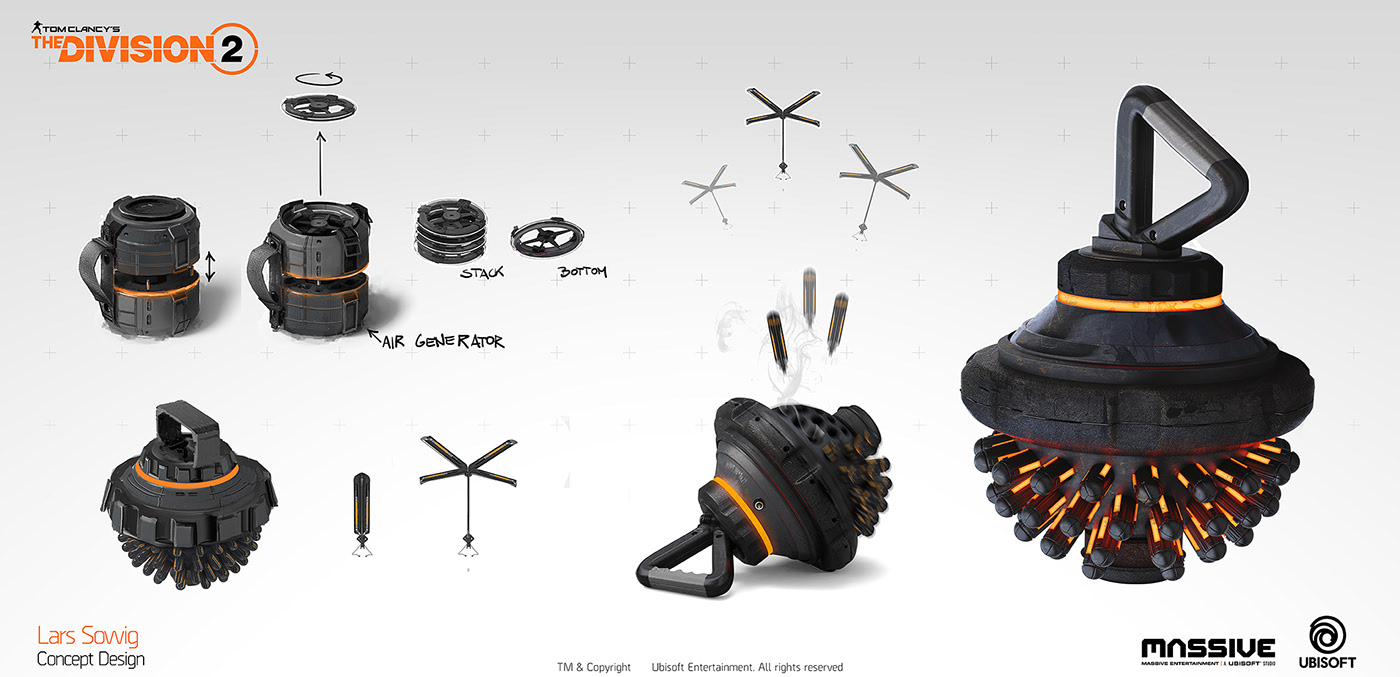 TOM CLANCY'S
THE DIVISION 2
STACK
BOTTOM
AIR GENERATOR
Lars Sowig
Concept Design
TM & Copyright Ubisoft Entertainment. All rights reserved
MASSIVE
MASSIVE ENTERTAINMENT | A UBISOFT STUDIO
UBISOFT